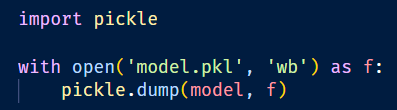 import pickle

with open('model.pkl', 'wb') as f:
    pickle.dump(model, f)